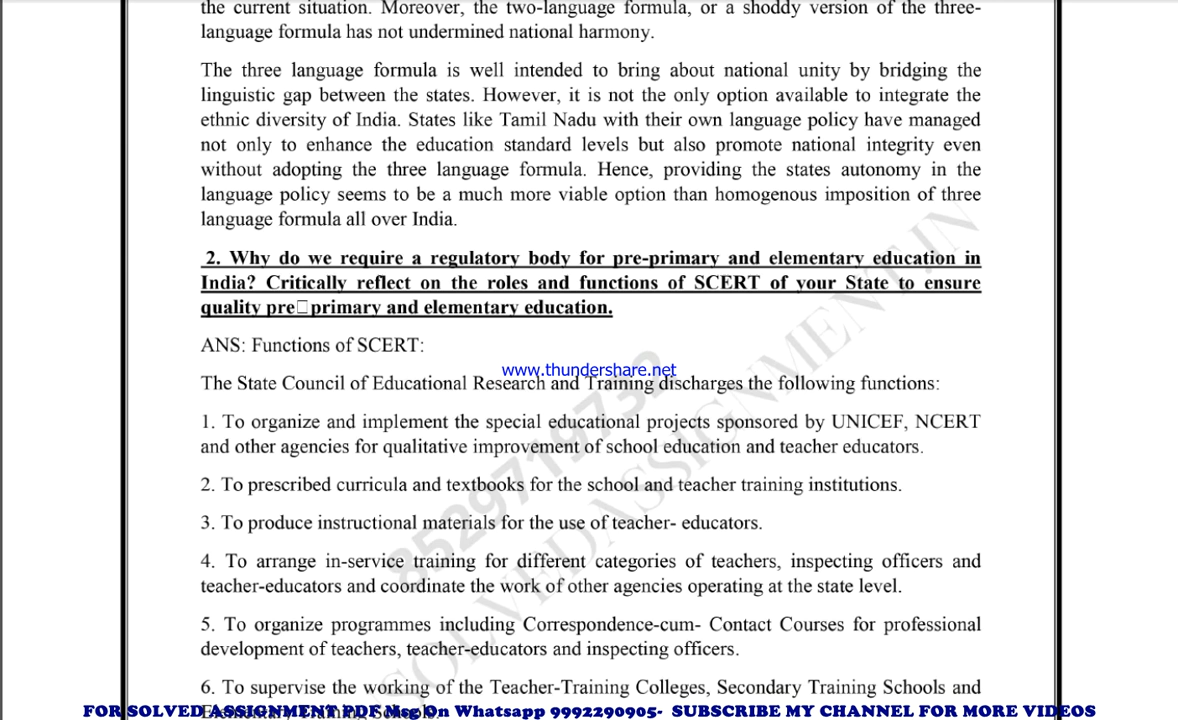 the current situation. Moreover, the two-language formula, or a shoddy version of the three-
language formula has not undermined national harmony.
The three language formula is well intended to bring about national unity by bridging the
linguistic gap between the states. However, it is not the only option available to integrate the
ethnic diversity of India. States like Tamil Nadu with their own language policy have managed
not only to enhance the education standard levels but also promote national integrity even
without adopting the three language formula. Hence, providing the states autonomy in the
language policy seems to be a much more viable option than homogenous imposition of three
language formula all over India.
2. Why do we require a regulatory body for pre-primary and elementary education in
India? Critically reflect on the roles and functions of SCERT of your State to ensure
quality pre□primary and elementary education.
ANS: Functions of SCERT:
www.thundershare.net
The State Council of Educational Research and Training discharges the following functions:
1. To organize and implement the special educational projects sponsored by UNICEF, NCERT
and other agencies for qualitative improvement of school education and teacher educators.
2. To prescribed curricula and textbooks for the school and teacher training institutions.
3. To produce instructional materials for the use of teacher- educators.
4. To arrange in-service training for different categories of teachers, inspecting officers and
teacher-educators and coordinate the work of other agencies operating at the state level.
5. To organize programmes including Correspondence-cum- Contact Courses for professional
development of teachers, teacher-educators and inspecting officers.
6. To supervise the working of the Teacher-Training Colleges, Secondary Training Schools and
FOR SOLVED ASSIGNMENT PDF Msg On Whatsapp 9992290905- SUBSCRIBE MY CHANNEL FOR MORE VIDEOS
8529719732
SOLVEDASSIGNMENT.IN